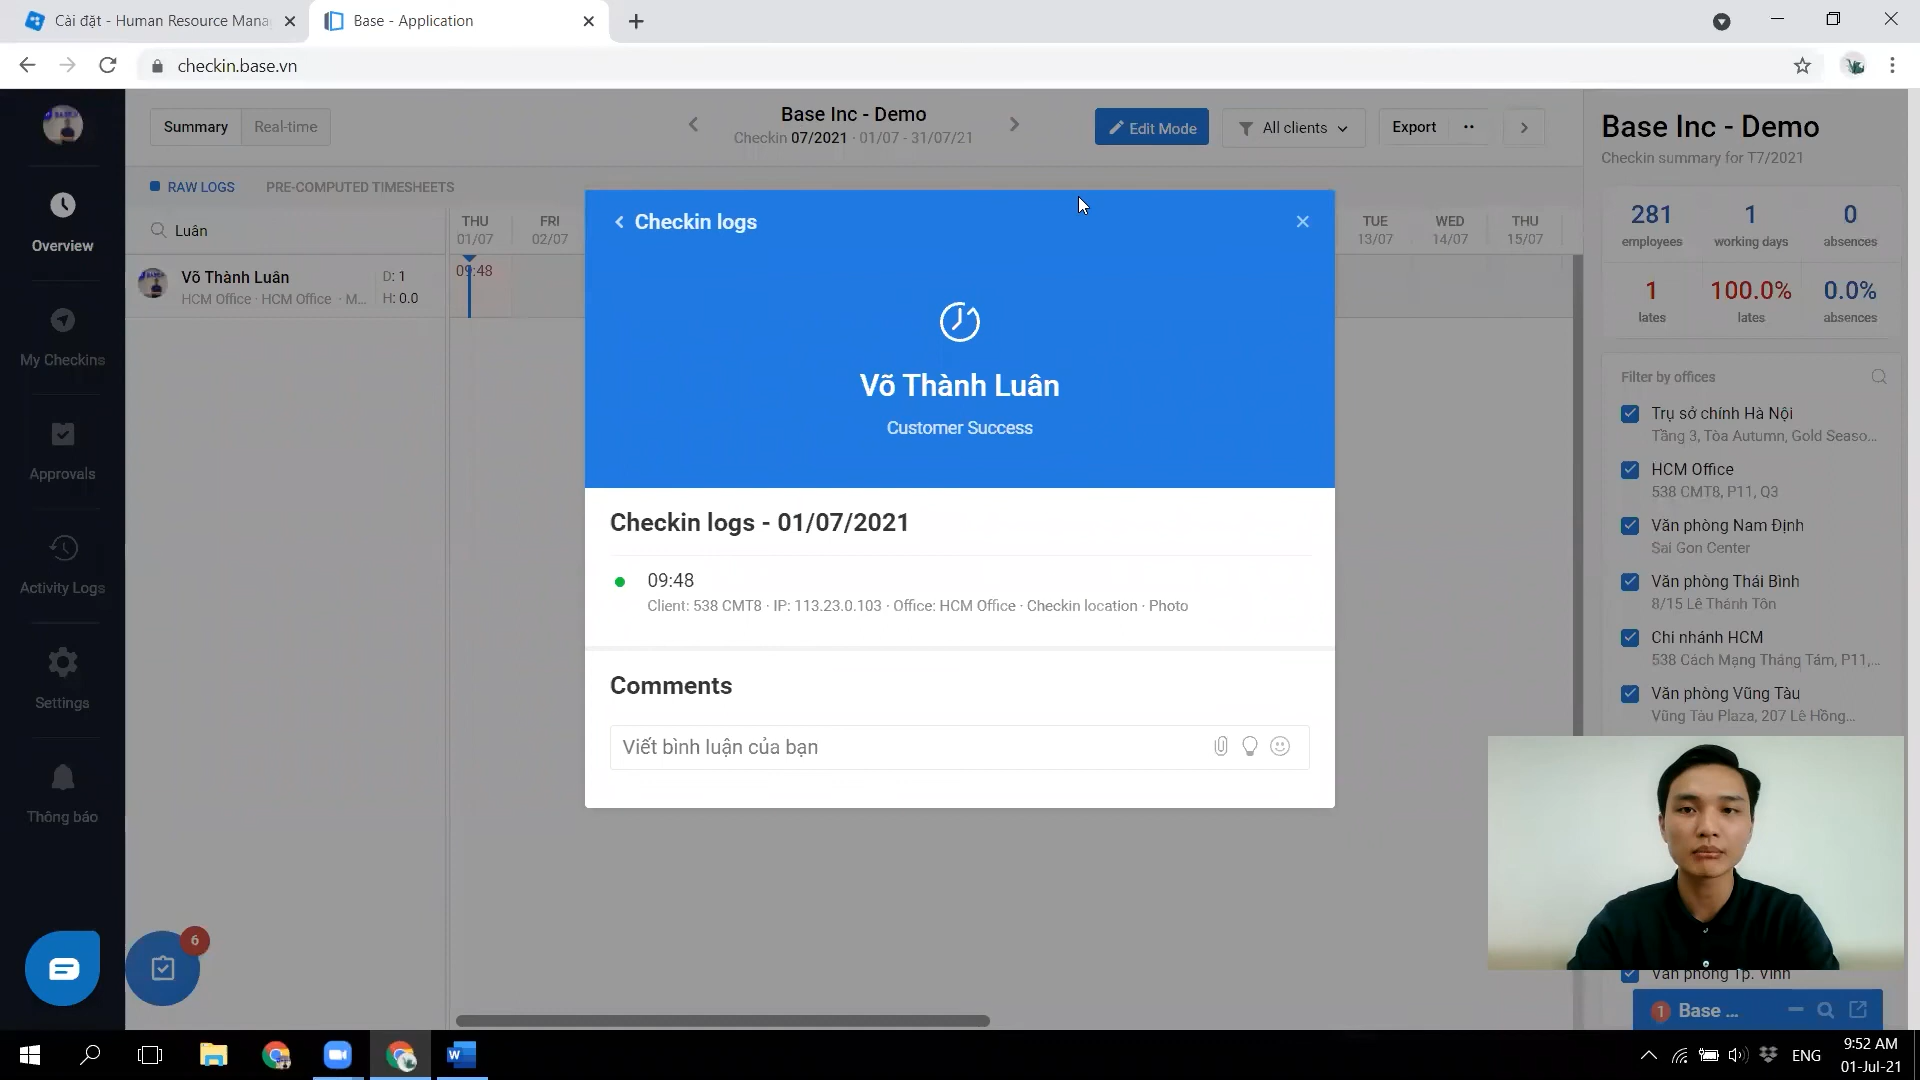 Cài đặt - Human Resource Mana
Base - Application
checkin.base.vn
Summary
Real-time
Base Inc - Demo
Checkin 07/2021 · 01/07 - 31/07/21
Edit Mode
All clients
Export
RAW LOGS
PRE-COMPUTED TIMESHEETS
Luân
THU
01/07
FRI
02/07
TUE
13/07
WED
14/07
THU
15/07
Võ Thành Luân
HCM Office · HCM Office · M...
D: 1
H: 0.0
09:48
Overview
My Checkins
Approvals
Activity Logs
Settings
Thông báo
6
Checkin logs
Võ Thành Luân
Customer Success
Checkin logs - 01/07/2021
09:48
Client: 538 CMT8 · IP: 113.23.0.103 · Office: HCM Office · Checkin location · Photo
Comments
Viết bình luận của bạn
Base Inc - Demo
Checkin summary for T7/2021
281
employees
1
working days
0
absences
1
lates
100.0%
lates
0.0%
absences
Filter by offices
Trụ sở chính Hà Nội
Tầng 3, Tòa Autumn, Gold Seaso...
HCM Office
538 CMT8, P11, Q3
Văn phòng Nam Định
Sai Gon Center
Văn phòng Thái Bình
8/15 Lê Thánh Tôn
Chi nhánh HCM
538 Cách Mạng Tháng Tám, P11,...
Văn phòng Vũng Tàu
Vũng Tàu Plaza, 207 Lê Hồng...
Văn phòng Tp. Vinh
1 Base ...
ENG
9:52 AM
01-Jul-21